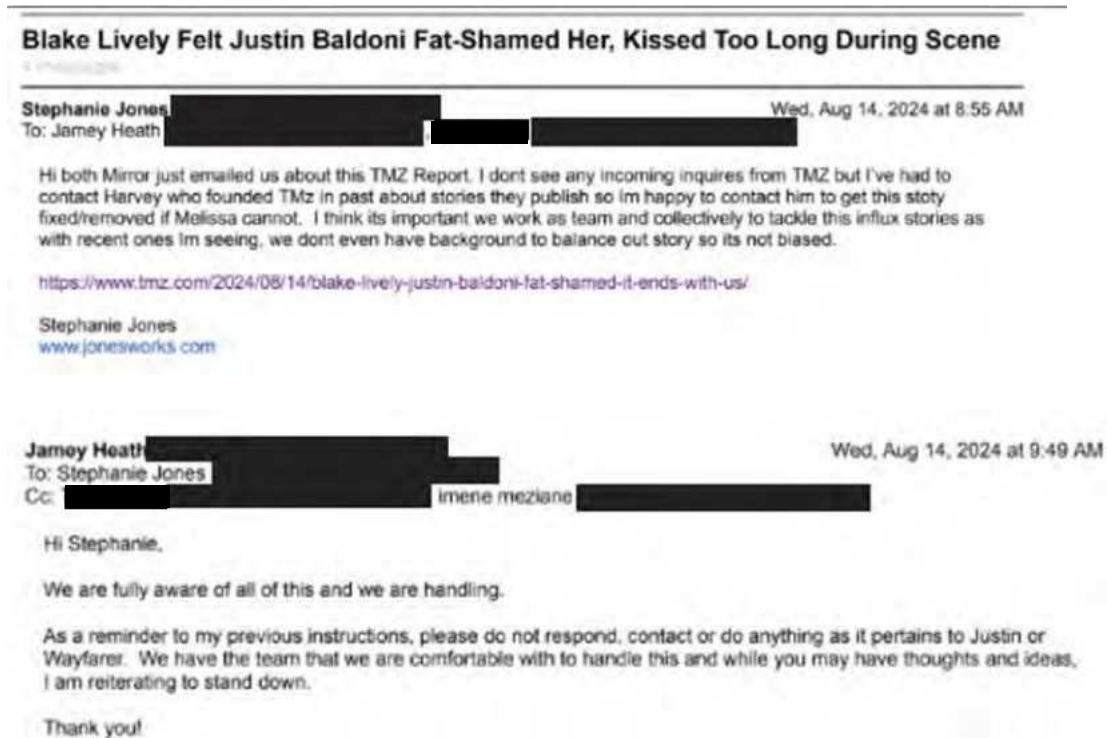 Blake Lively Felt Justin Baldoni Fat-Shamed Her, Kissed Too Long During Scene
Stephanie Jones
Wed, Aug 14, 2024 at 8:55 AM
To: Jamey Heath
Hi both Mirror just emailed us about this TMZ Report. I dont see any incoming inquires from TMZ but I've had to
contact Harvey who founded TMz in past about stories they publish so Im happy to contact him to get this stoty
fixed/removed if Melissa cannot. I think its important we work as team and collectively to tackle this influx stories as
with recent ones Im seeing, we dont even have background to balance out story so its not biased.
https://www.tmz.com/2024/08/14/blake-lively-justin-baldoni-fat-shamed-it-ends-with-us/
Stephanie Jones
www.jonesworks.com
Jamey Heath
Wed, Aug 14, 2024 at 9:49 AM
To: Stephanie Jones
Cc: imene meziane
Hi Stephanie,
We are fully aware of all of this and we are handling.
As a reminder to my previous instructions, please do not respond, contact or do anything as it pertains to Justin or
Wayfarer. We have the team that we are comfortable with to handle this and while you may have thoughts and ideas,
I am reiterating to stand down.
Thank you!